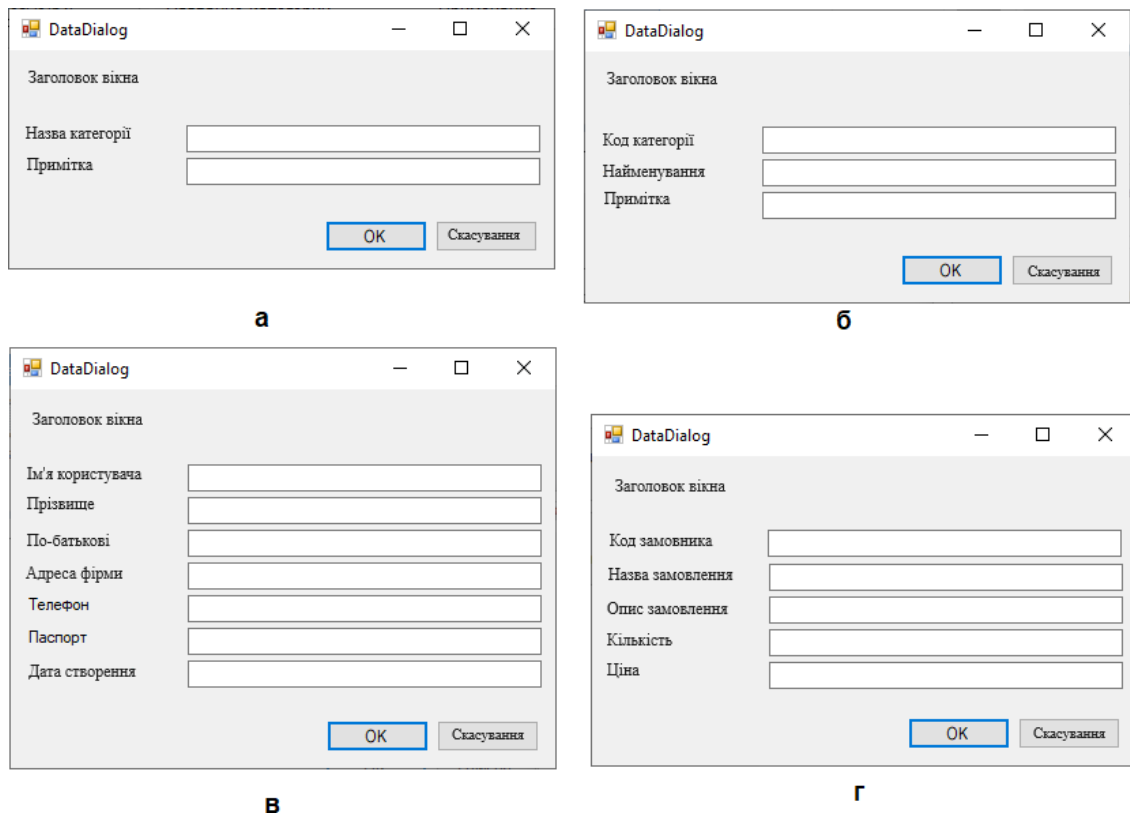 DataDialog
Заголовок вікна
Назва категорії
Примітка
OK Скасування
а
DataDialog
Заголовок вікна
Код категорії
Найменування
Примітка
OK Скасування
б
DataDialog
Заголовок вікна
Ім'я користувача
Прізвище
По-батькові
Адреса фірми
Телефон
Паспорт
Дата створення
OK Скасування
в
DataDialog
Заголовок вікна
Код замовника
Назва замовлення
Опис замовлення
Кількість
Ціна
OK Скасування
г